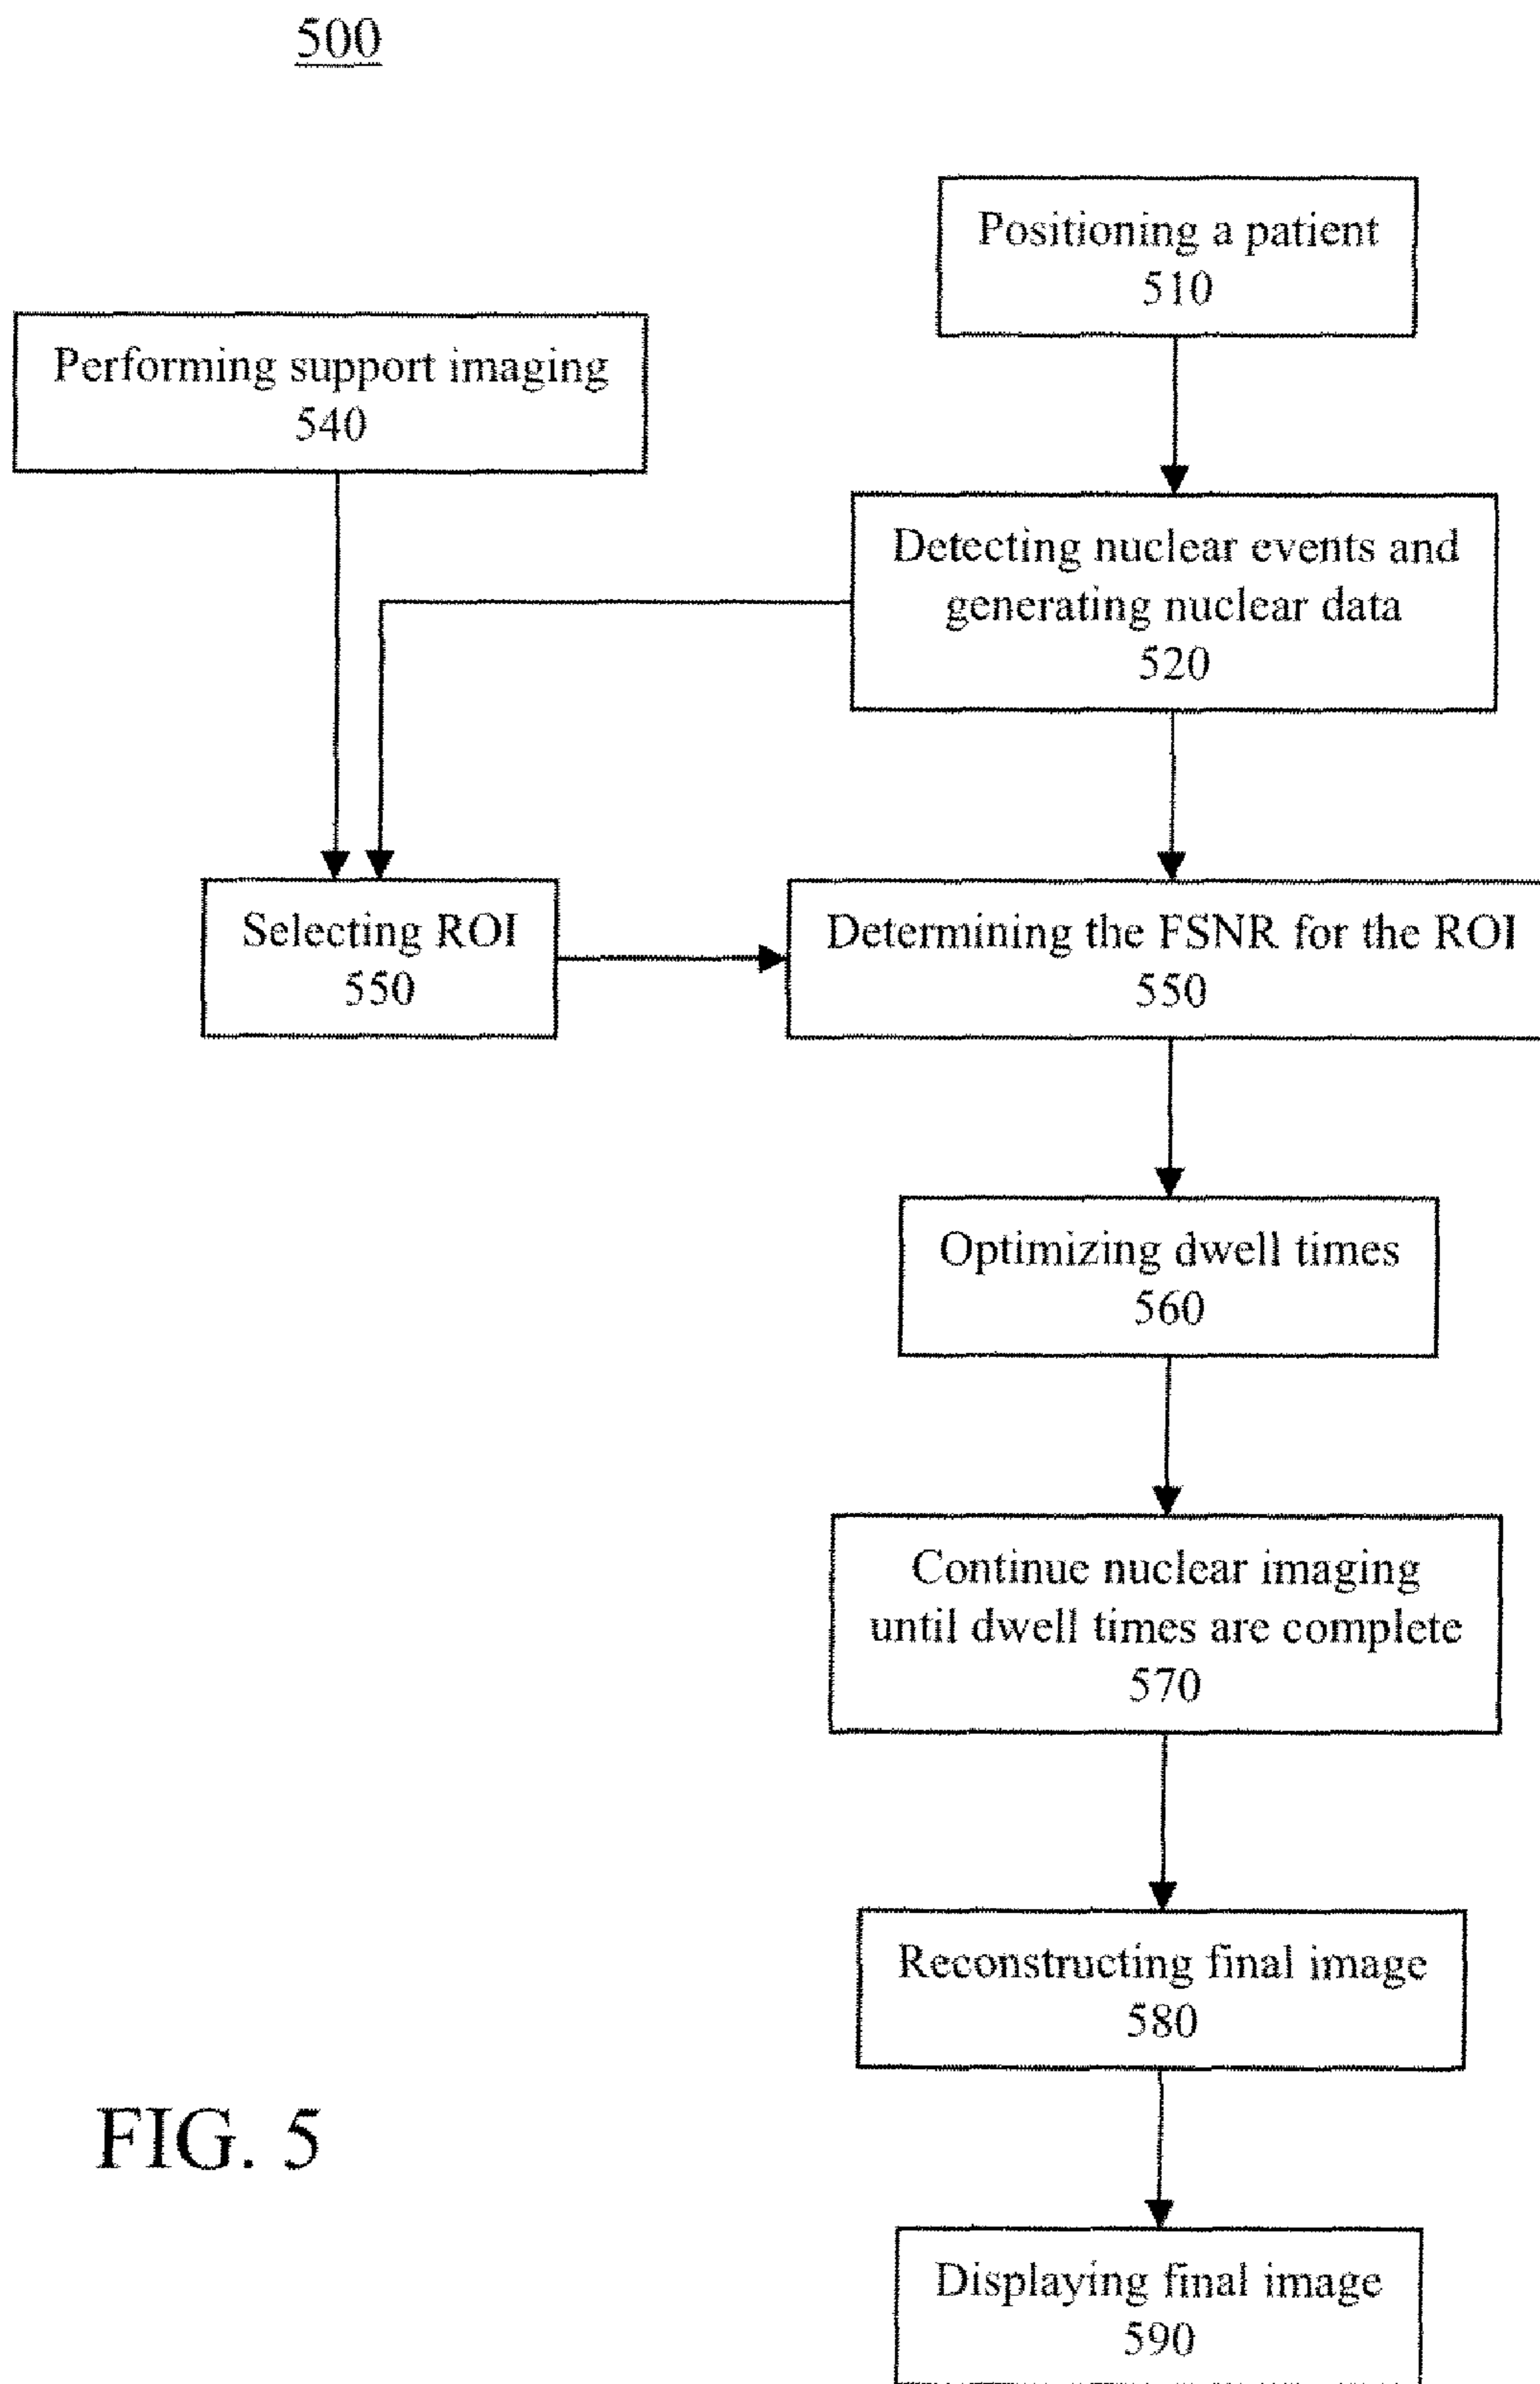 500
Positioning a patient
510
Performing support imaging
540
Detecting nuclear events and
generating nuclear data
520
Selecting ROI
550
Determining the FSNR for the ROI
550
Optimizing dwell times
560
Continue nuclear imaging
until dwell times are complete
570
Reconstructing final image
580
FIG. 5
Displaying final image
590